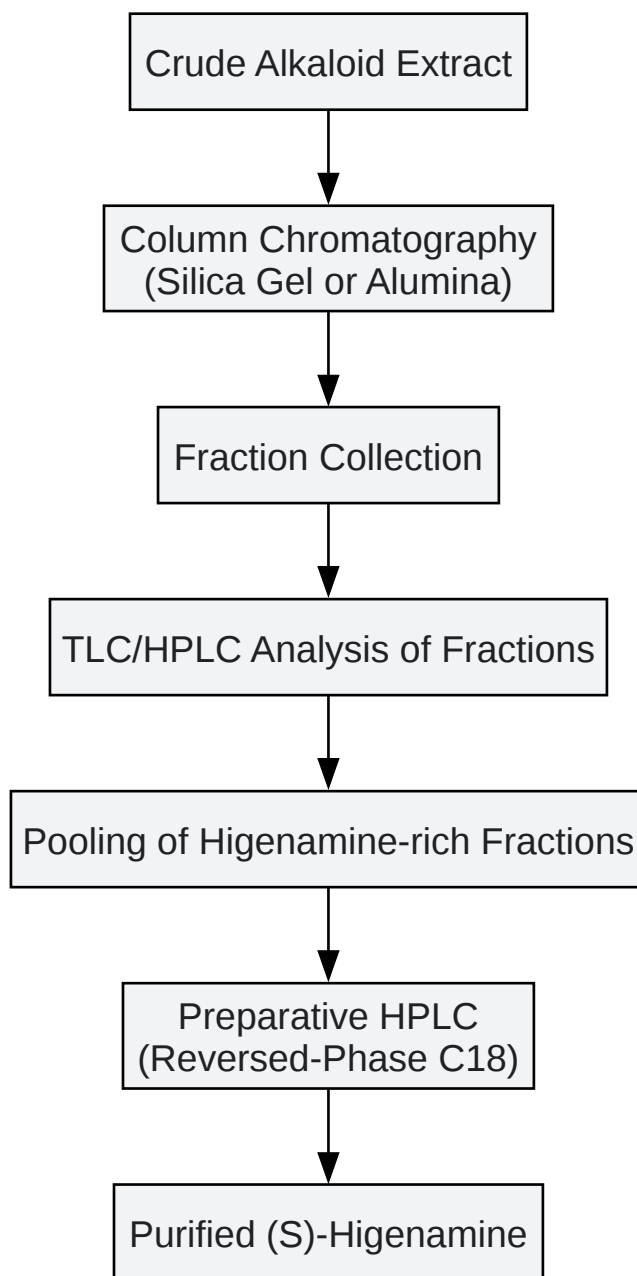 Crude Alkaloid Extract
Column Chromatography
(Silica Gel or Alumina)
Fraction Collection
TLC/HPLC Analysis of Fractions
Pooling of Higenamine-rich Fractions
Preparative HPLC
(Reversed-Phase C18)
Purified (S)-Higenamine